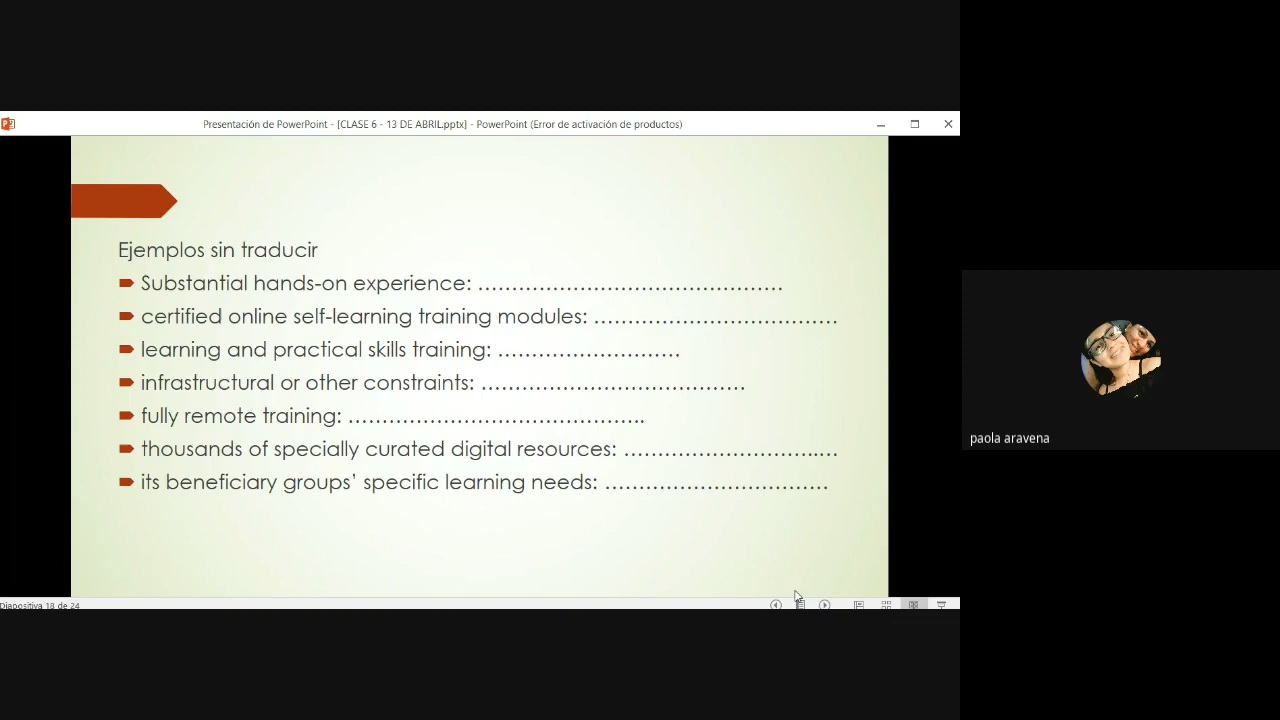 Presentación de PowerPoint - [CLASE 6 - 13 DE ABRIL.pptx] - PowerPoint (Error de activación de productos)
Ejemplos sin traducir
Substantial hands-on experience: ………………………………………
certified online self-learning training modules: ………………………………
learning and practical skills training: ………………………
infrastructural or other constraints: …………………………………
fully remote training: ……………………………………..
thousands of specially curated digital resources: ………………………..……
its beneficiary groups’ specific learning needs: ……………………………
paola aravena
Diapositiva 18 de 24